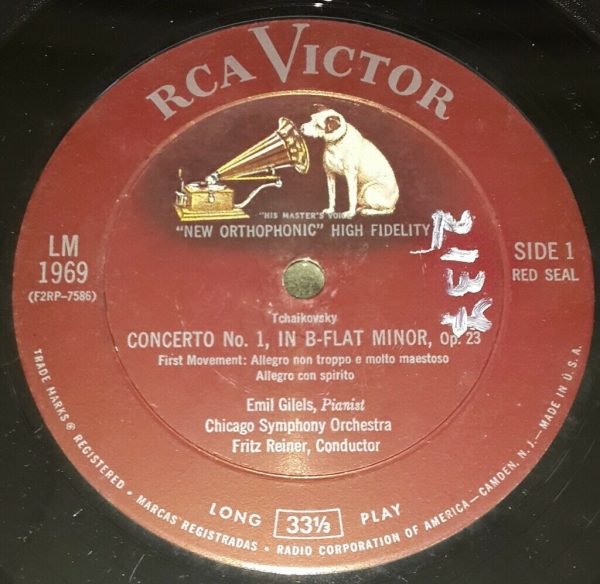 RCA VICTOR
"HIS MASTER'S VOICE"
"NEW ORTHOPHONIC" HIGH FIDELITY
LM
1969
(F2RP-7586)
SIDE 1
RED SEAL
Tchaikovsky
CONCERTO No. 1, IN B-FLAT MINOR, Op. 23
First Movement: Allegro non troppo e molto maestoso
Allegro con spirito
Emil Gilels, Pianist
Chicago Symphony Orchestra
Fritz Reiner, Conductor
LONG 33⅓ PLAY
TRADE MARKS ® REGISTERED • MARCAS REGISTRADAS • RADIO CORPORATION OF AMERICA—CAMDEN, N. J.—MADE IN U. S. A.